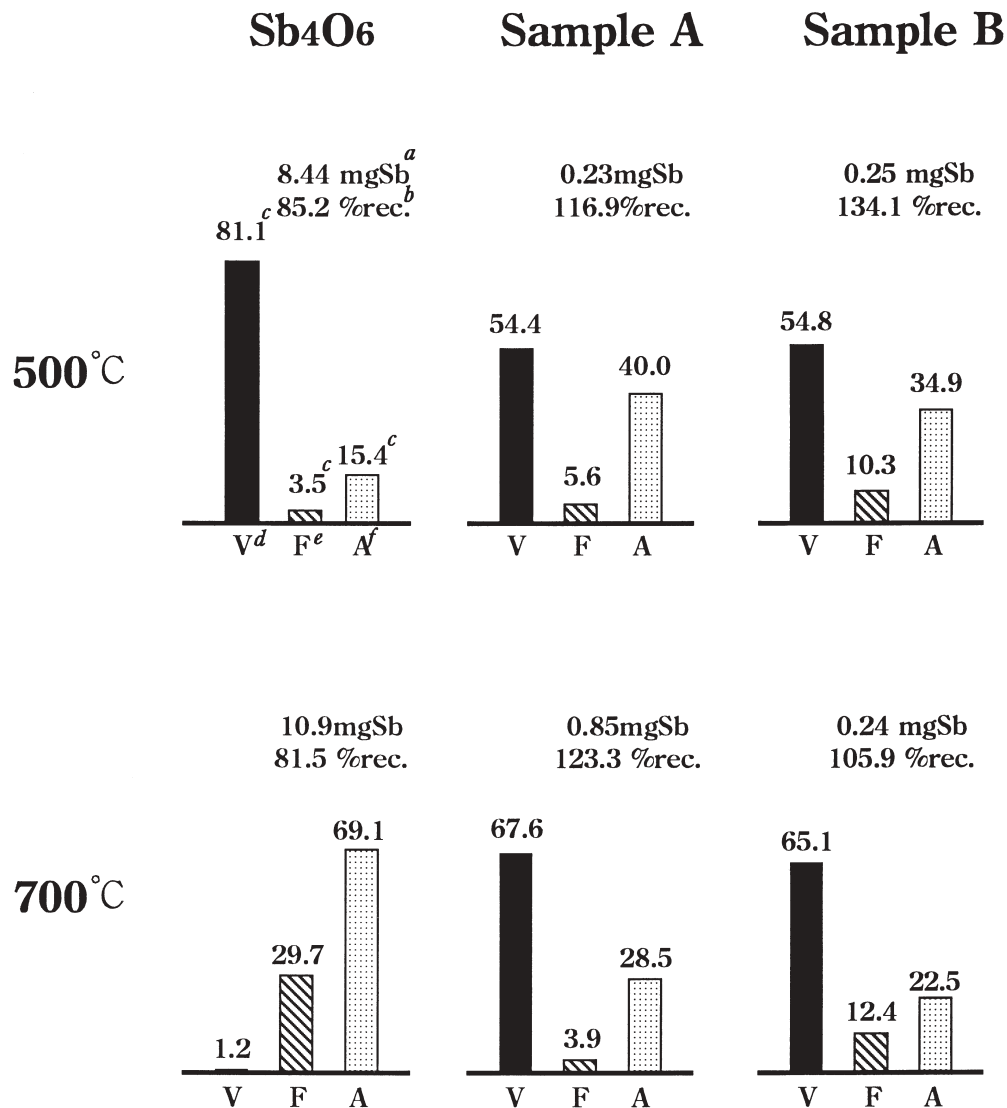 Sb4O6 Sample A Sample B
8.44 mgSb a 0.23mgSb 0.25 mgSb
85.2 %rec. b 116.9%rec. 134.1 %rec.
81.1 c
54.4 54.8
500°C
40.0 34.9
3.5 c 15.4 c 5.6 10.3
V d F e A f V F A V F A
10.9mgSb 0.85mgSb 0.24 mgSb
81.5 %rec. 123.3 %rec. 105.9 %rec.
69.1 67.6 65.1
700°C
29.7 28.5 22.5
1.2 3.9 12.4
V F A V F A V F A